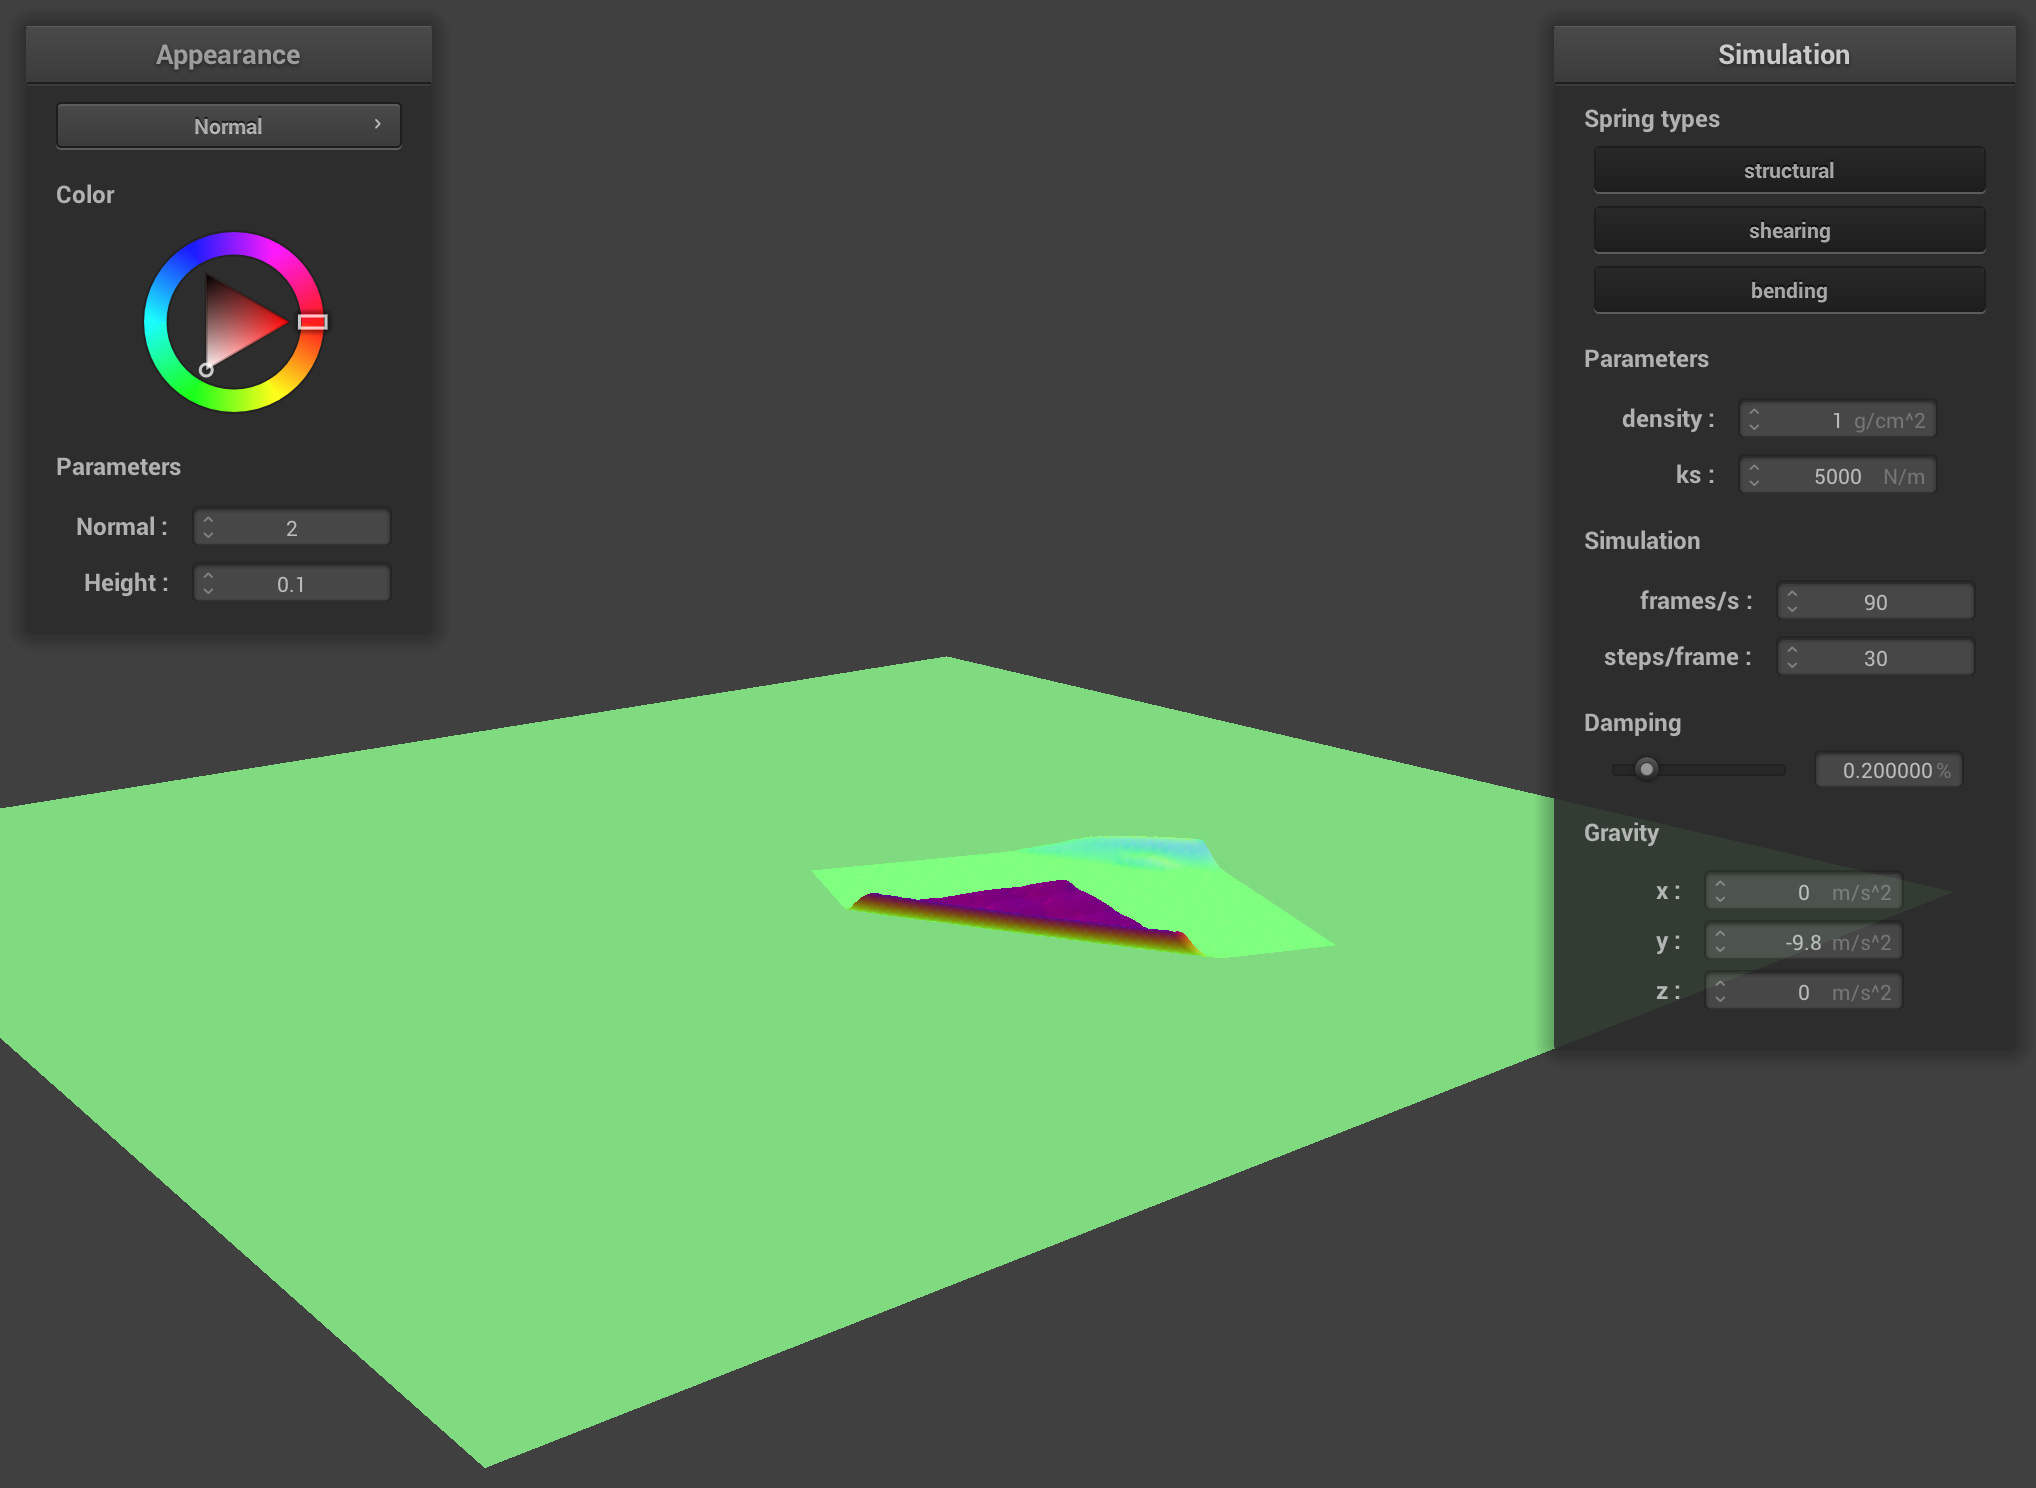 Appearance
Normal
Color
Parameters
Normal : 2
Height : 0.1
Simulation
Spring types
structural
shearing
bending
Parameters
density : 1 g/cm^2
ks : 5000 N/m
Simulation
frames/s : 90
steps/frame : 30
Damping
0.200000 %
Gravity
x : 0 m/s^2
y : -9.8 m/s^2
z : 0 m/s^2